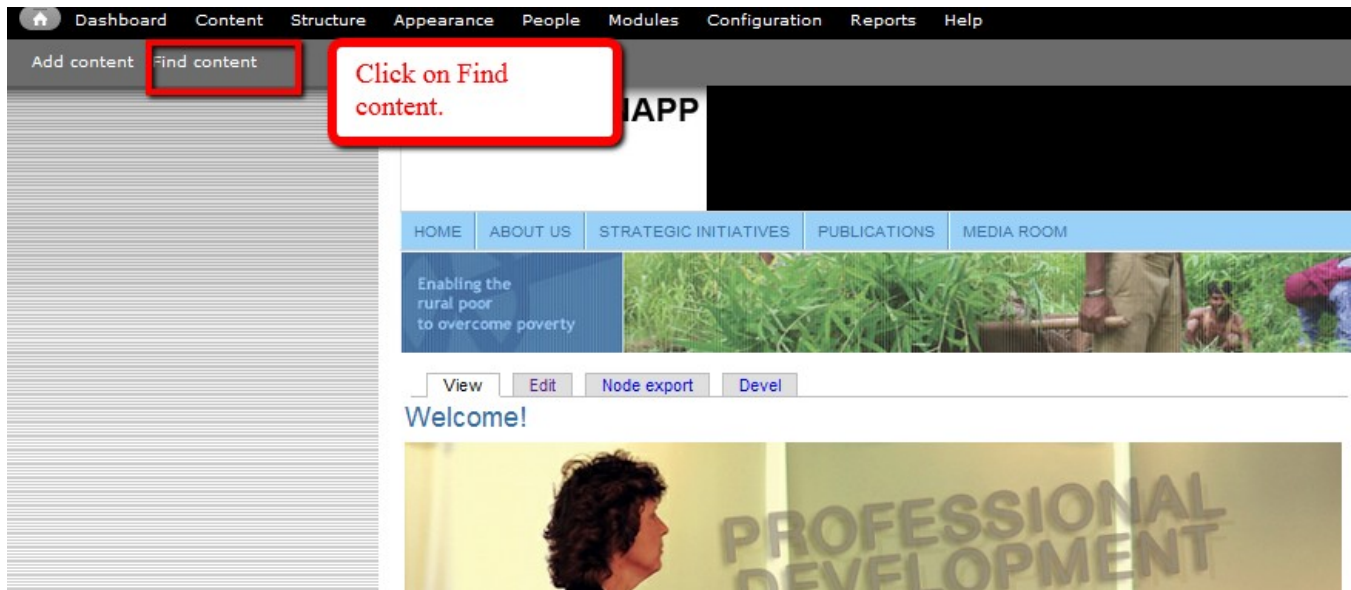 Dashboard Content Structure Appearance People Modules Configuration Reports Help
Add content Find content
Click on Find
content.
HOME ABOUT US STRATEGIC INITIATIVES PUBLICATIONS MEDIA ROOM
Enabling the
rural poor
to overcome poverty
View Edit Node export Devel
Welcome!
PROFESSIONAL
DEVELOPMENT